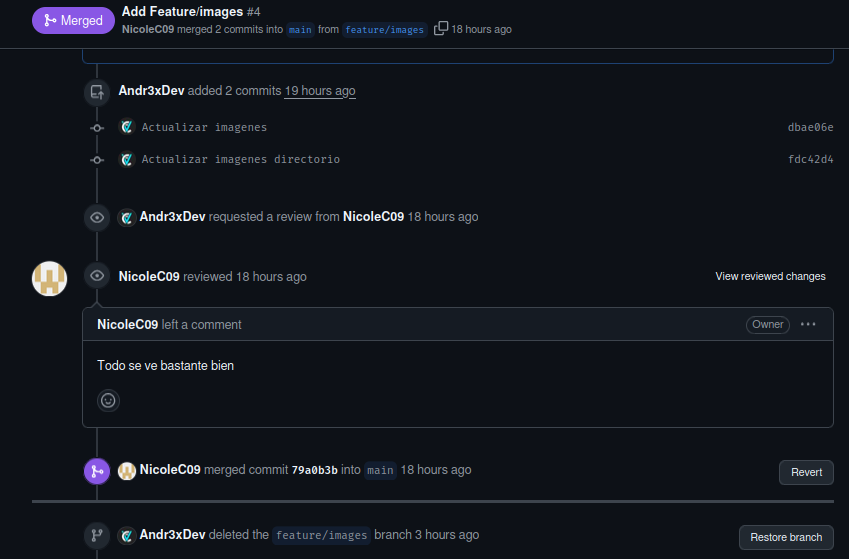 Merged
Add Feature/images #4
NicoleC09 merged 2 commits into main from feature/images 18 hours ago
Andr3xDev added 2 commits 19 hours ago
Actualizar imagenes dbae06e
Actualizar imagenes directorio fdc42d4
Andr3xDev requested a review from NicoleC09 18 hours ago
NicoleC09 reviewed 18 hours ago View reviewed changes
NicoleC09 left a comment Owner
Todo se ve bastante bien
NicoleC09 merged commit 79a0b3b into main 18 hours ago Revert
Andr3xDev deleted the feature/images branch 3 hours ago Restore branch